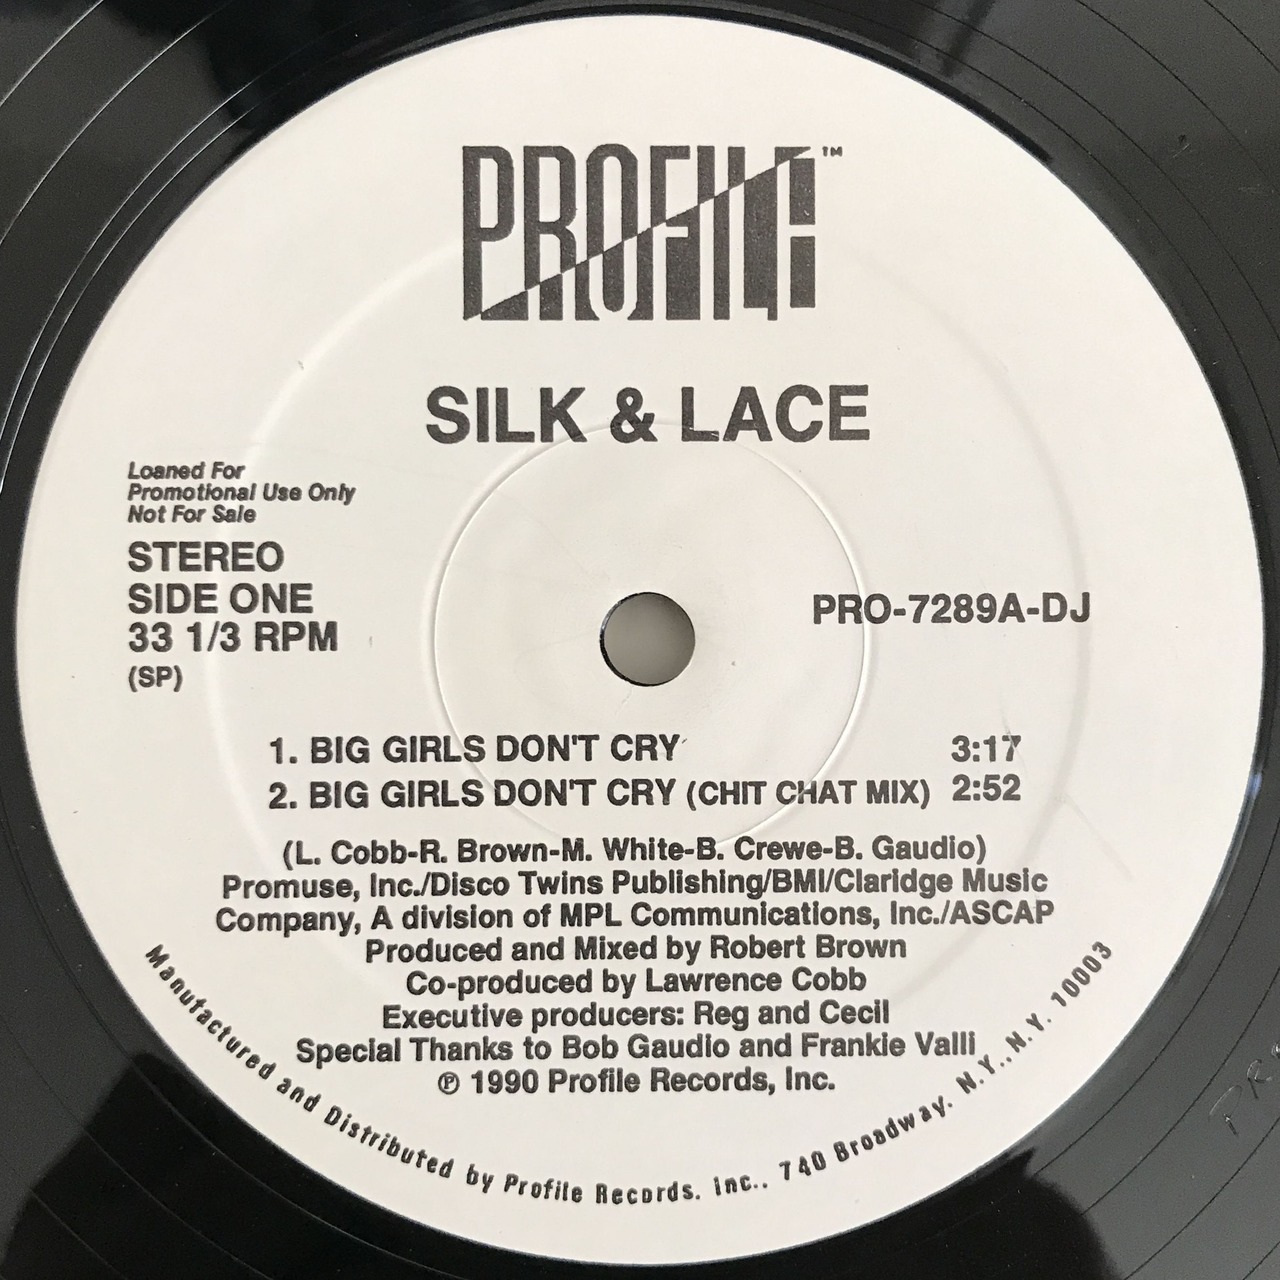 PROFILE™
SILK & LACE
Loaned For
Promotional Use Only
Not For Sale
STEREO
SIDE ONE
33 1/3 RPM
(SP)
PRO-7289A-DJ
1. BIG GIRLS DON'T CRY 3:17
2. BIG GIRLS DON'T CRY (CHIT CHAT MIX) 2:52
(L. Cobb-R. Brown-M. White-B. Crewe-B. Gaudio)
Promuse, Inc./Disco Twins Publishing/BMI/Claridge Music
Company, A division of MPL Communications, Inc./ASCAP
Produced and Mixed by Robert Brown
Co-produced by Lawrence Cobb
Executive producers: Reg and Cecil
Special Thanks to Bob Gaudio and Frankie Valli
℗ 1990 Profile Records, Inc.
Manufactured and Distributed by Profile Records. Inc.. 740 Broadway. N.Y.. N.Y. 10003